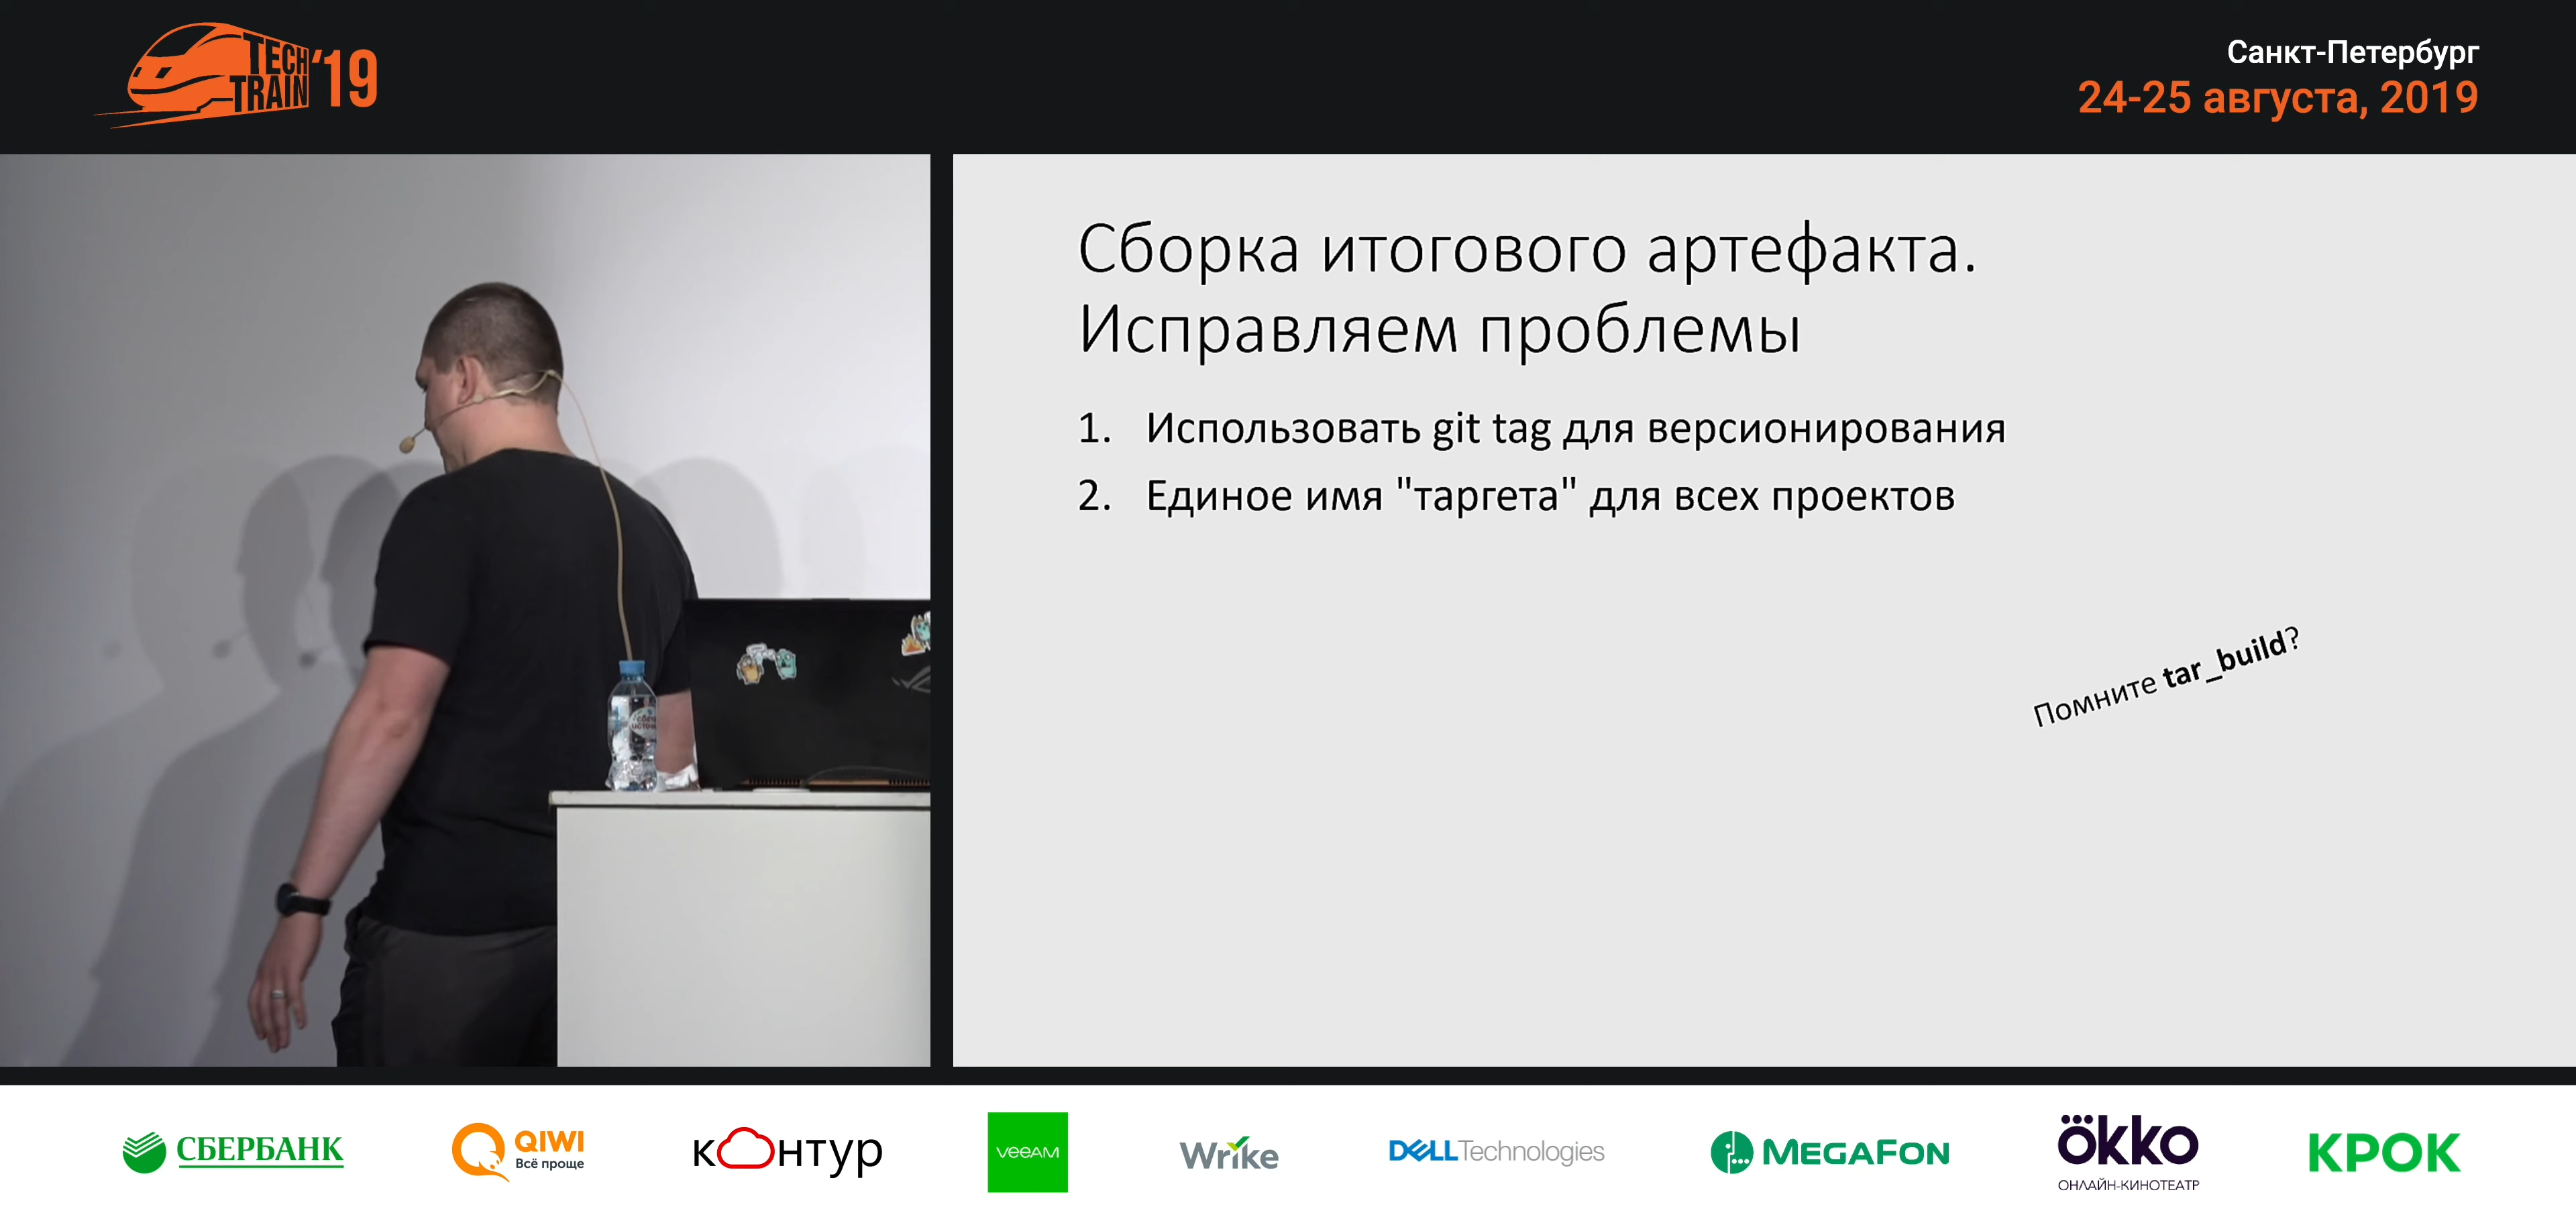 TECH
TRAIN '19
Санкт-Петербург
24-25 августа, 2019
Сборка итогового артефакта.
Исправляем проблемы
1. Использовать git tag для версионирования
2. Единое имя "таргета" для всех проектов
Помните tar_build?
СБЕРБАНК
QIWI
Всё проще
контур
veeAM
Wrike
DELL Technologies
MEGAFON
ökko
ОНЛАЙН-КИНОТЕАТР
КРОК